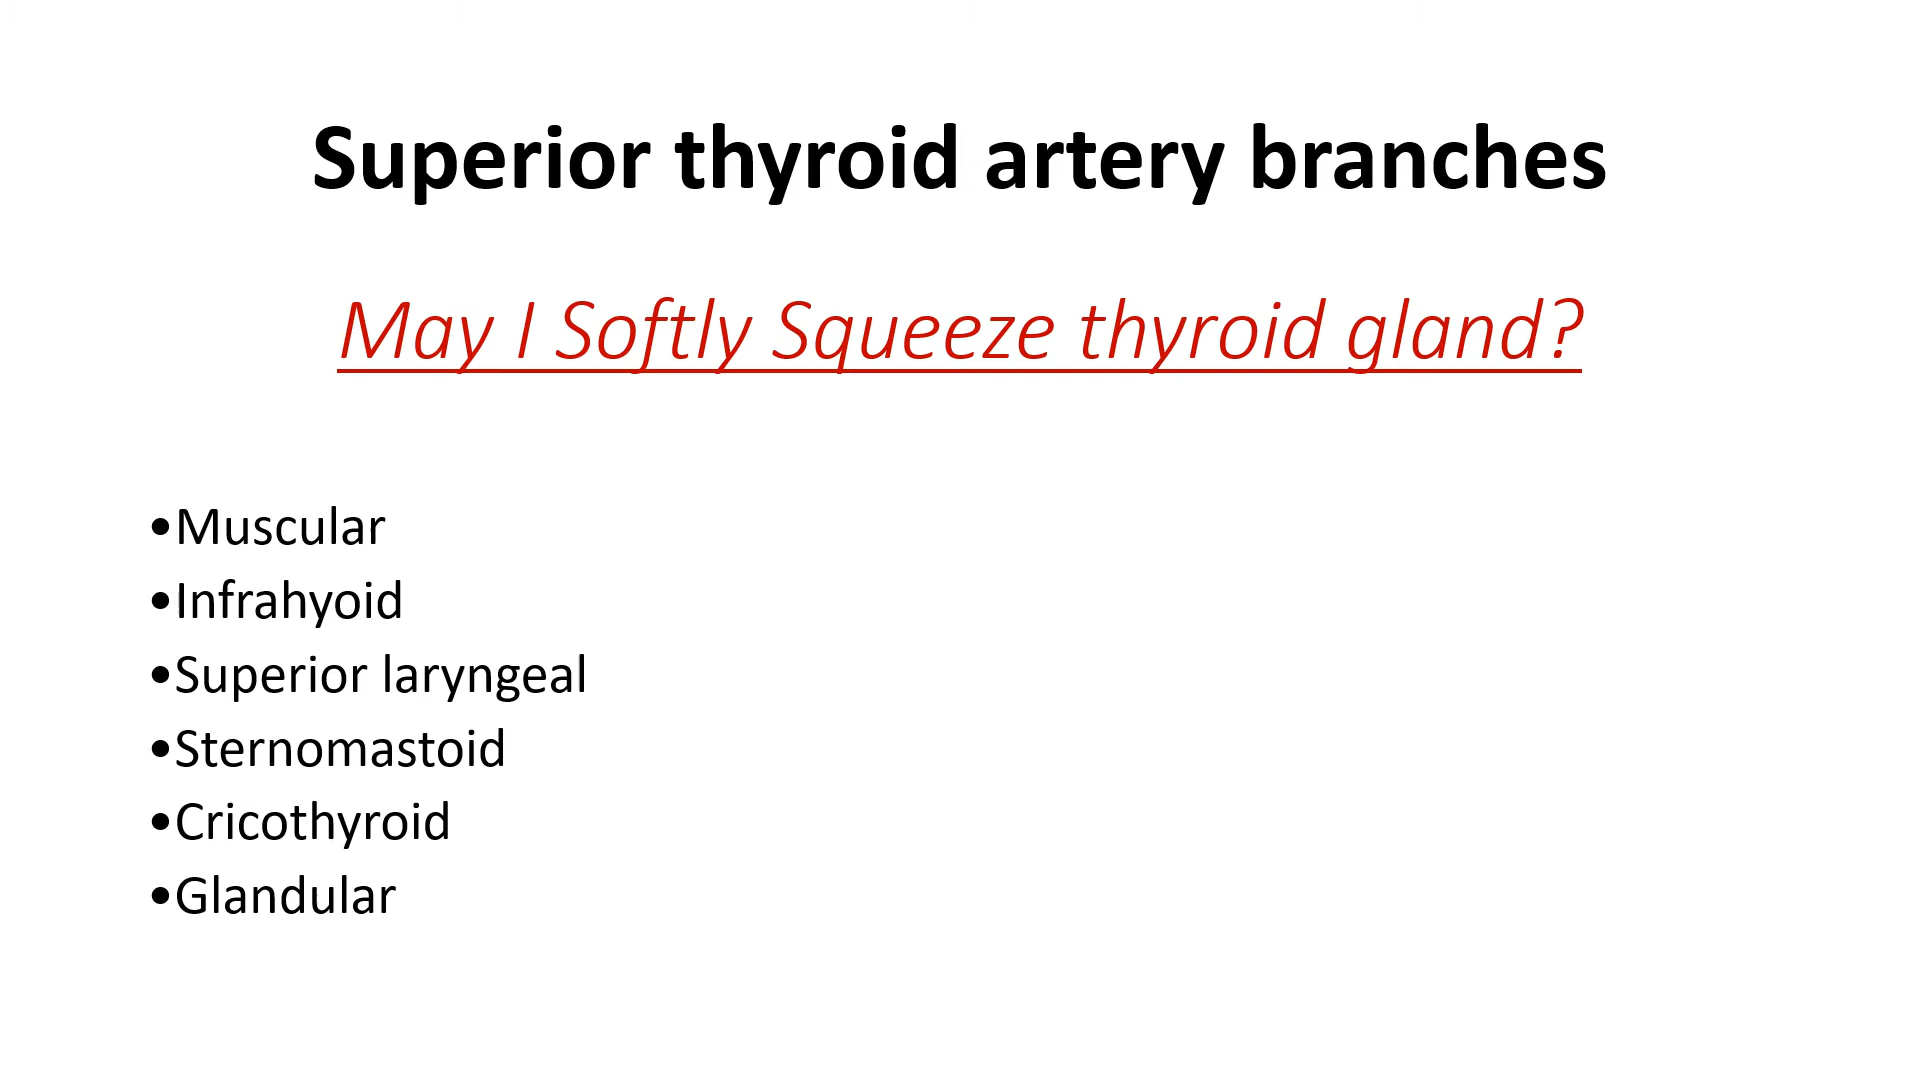 Superior thyroid artery branches
May I Softly Squeeze thyroid gland?
•Muscular
•Infrahyoid
•Superior laryngeal
•Sternomastoid
•Cricothyroid
•Glandular